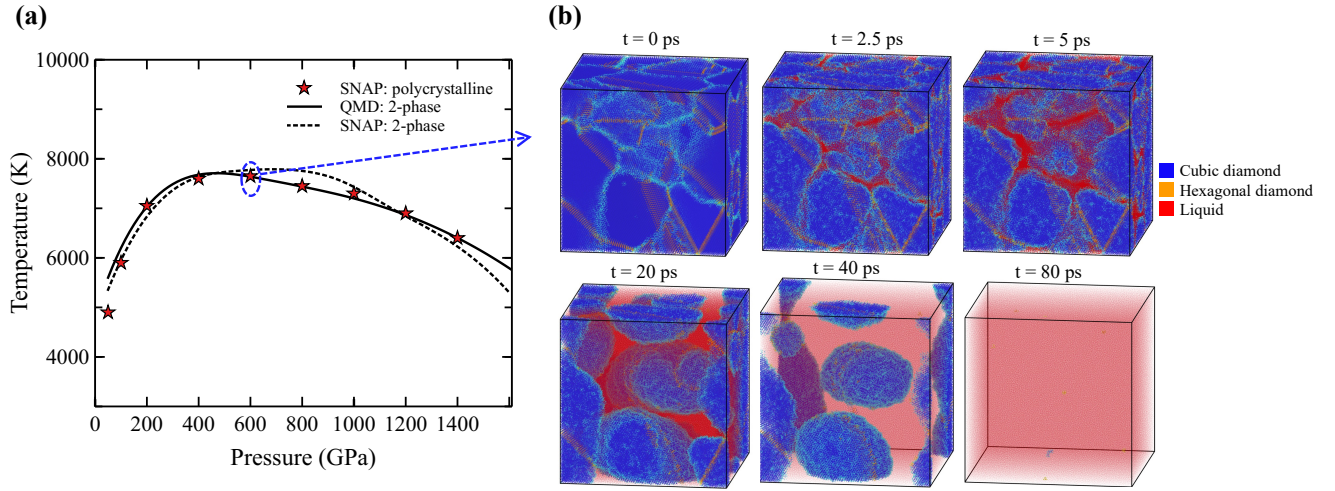 (a)
10000
8000
6000
4000
Temperature (K)
0
200
400
600
800
1000
1200
1400
Pressure (GPa)
SNAP: polycrystalline
QMD: 2-phase
SNAP: 2-phase
(b)
t = 0 ps
t = 2.5 ps
t = 5 ps
t = 20 ps
t = 40 ps
t = 80 ps
Cubic diamond
Hexagonal diamond
Liquid